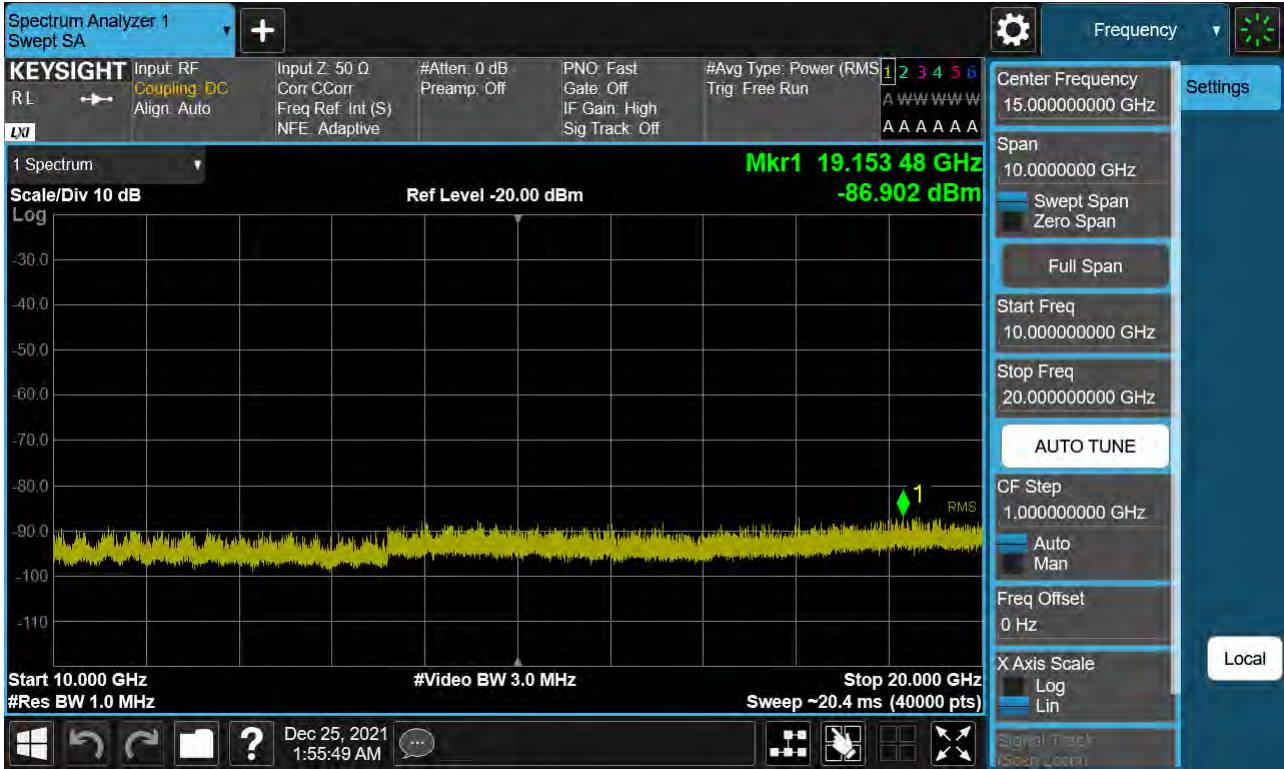 Spectrum Analyzer 1
Swept SA
Frequency
KEYSIGHT
R L
LXI
Input: RF
Coupling: DC
Align: Auto
Input Z: 50 Ω
Corr CCorr
Freq Ref: Int (S)
NFE: Adaptive
#Atten: 0 dB
Preamp: Off
PNO: Fast
Gate: Off
IF Gain: High
Sig Track: Off
#Avg Type: Power (RMS
Trig: Free Run
1 2 3 4 5 6
A W W W W W
A A A A A A
1 Spectrum
Scale/Div 10 dB
Log
Ref Level -20.00 dBm
Mkr1 19.153 48 GHz
-86.902 dBm
-30.0
-40.0
-50.0
-60.0
-70.0
-80.0
-90.0
-100
-110
1
RMS
Start 10.000 GHz
#Res BW 1.0 MHz
#Video BW 3.0 MHz
Stop 20.000 GHz
Sweep ~20.4 ms (40000 pts)
Center Frequency
15.000000000 GHz
Span
10.0000000 GHz
Swept Span
Zero Span
Full Span
Start Freq
10.000000000 GHz
Stop Freq
20.000000000 GHz
AUTO TUNE
CF Step
1.000000000 GHz
Auto
Man
Freq Offset
0 Hz
X Axis Scale
Log
Lin
Signal Track
(Span Zoom)
Settings
Local
Dec 25, 2021
1:55:49 AM